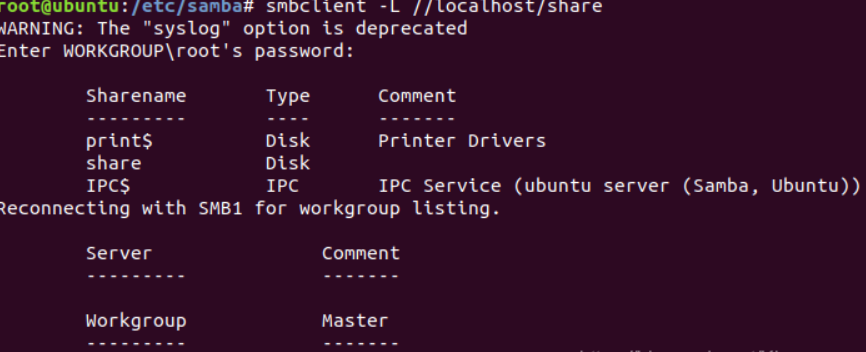 root@ubuntu:/etc/samba# smbclient -L //localhost/share
WARNING: The "syslog" option is deprecated
Enter WORKGROUP\root's password:
Sharename Type Comment
--------- ---- -------
print$ Disk Printer Drivers
share Disk
IPC$ IPC IPC Service (ubuntu server (Samba, Ubuntu))
Reconnecting with SMB1 for workgroup listing.
Server Comment
--------- -------
Workgroup Master
--------- -------